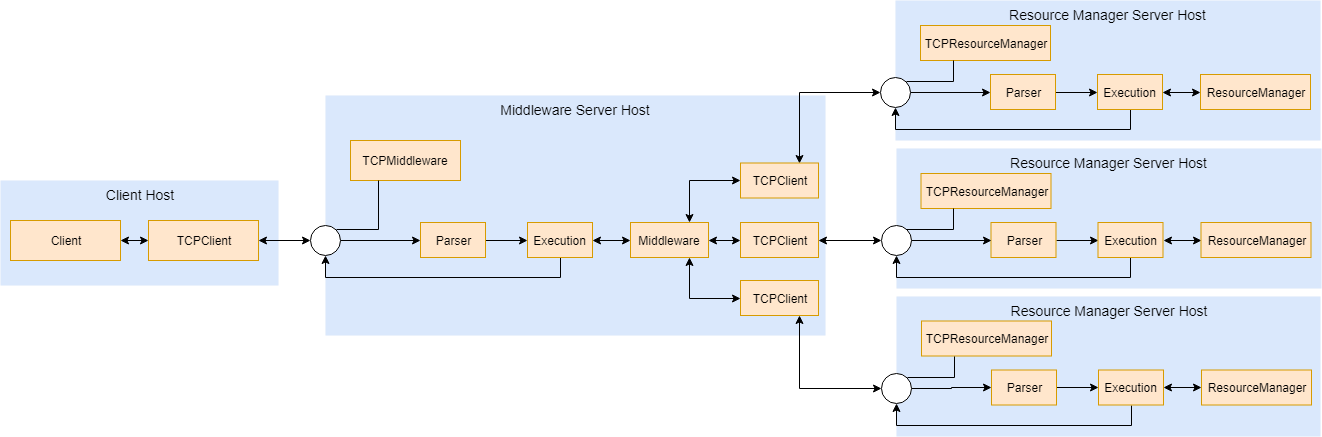 Client Host
Client
TCPClient
Middleware Server Host
TCPMiddleware
Parser
Execution
Middleware
TCPClient
TCPClient
TCPClient
Resource Manager Server Host
TCPResourceManager
Parser
Execution
ResourceManager
Resource Manager Server Host
TCPResourceManager
Parser
Execution
ResourceManager
Resource Manager Server Host
TCPResourceManager
Parser
Execution
ResourceManager